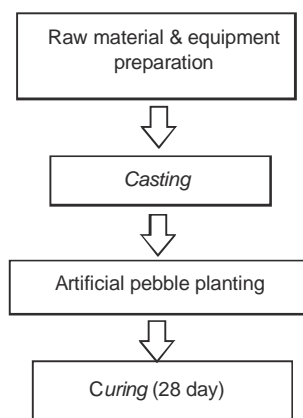 Raw material & equipment
preparation
Casting
Artificial pebble planting
Curing (28 day)